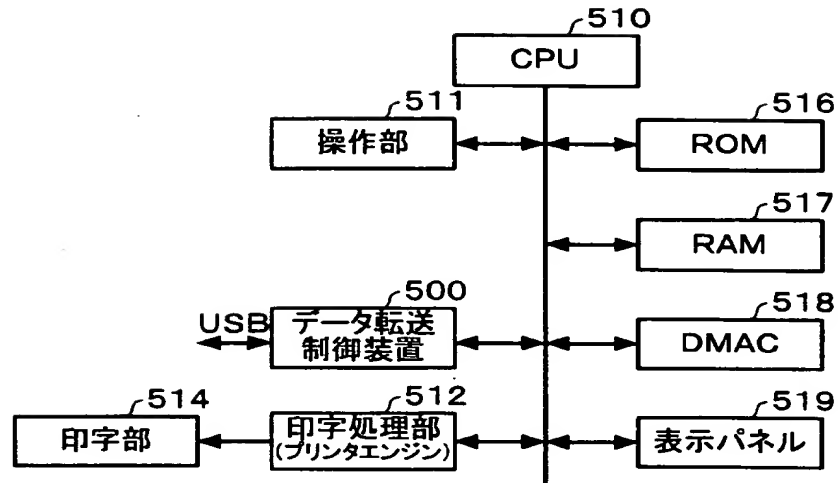 510
CPU
511
操作部
516
ROM
517
RAM
500
USB
データ転送
制御装置
518
DMAC
514
印字部
512
印字処理部
(プリンタエンジン)
519
表示パネル